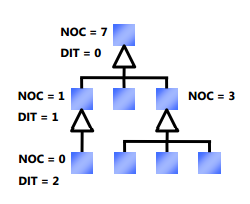 NOC = 7
DIT = 0
NOC = 1
NOC = 3
DIT = 1
NOC = 0
DIT = 2